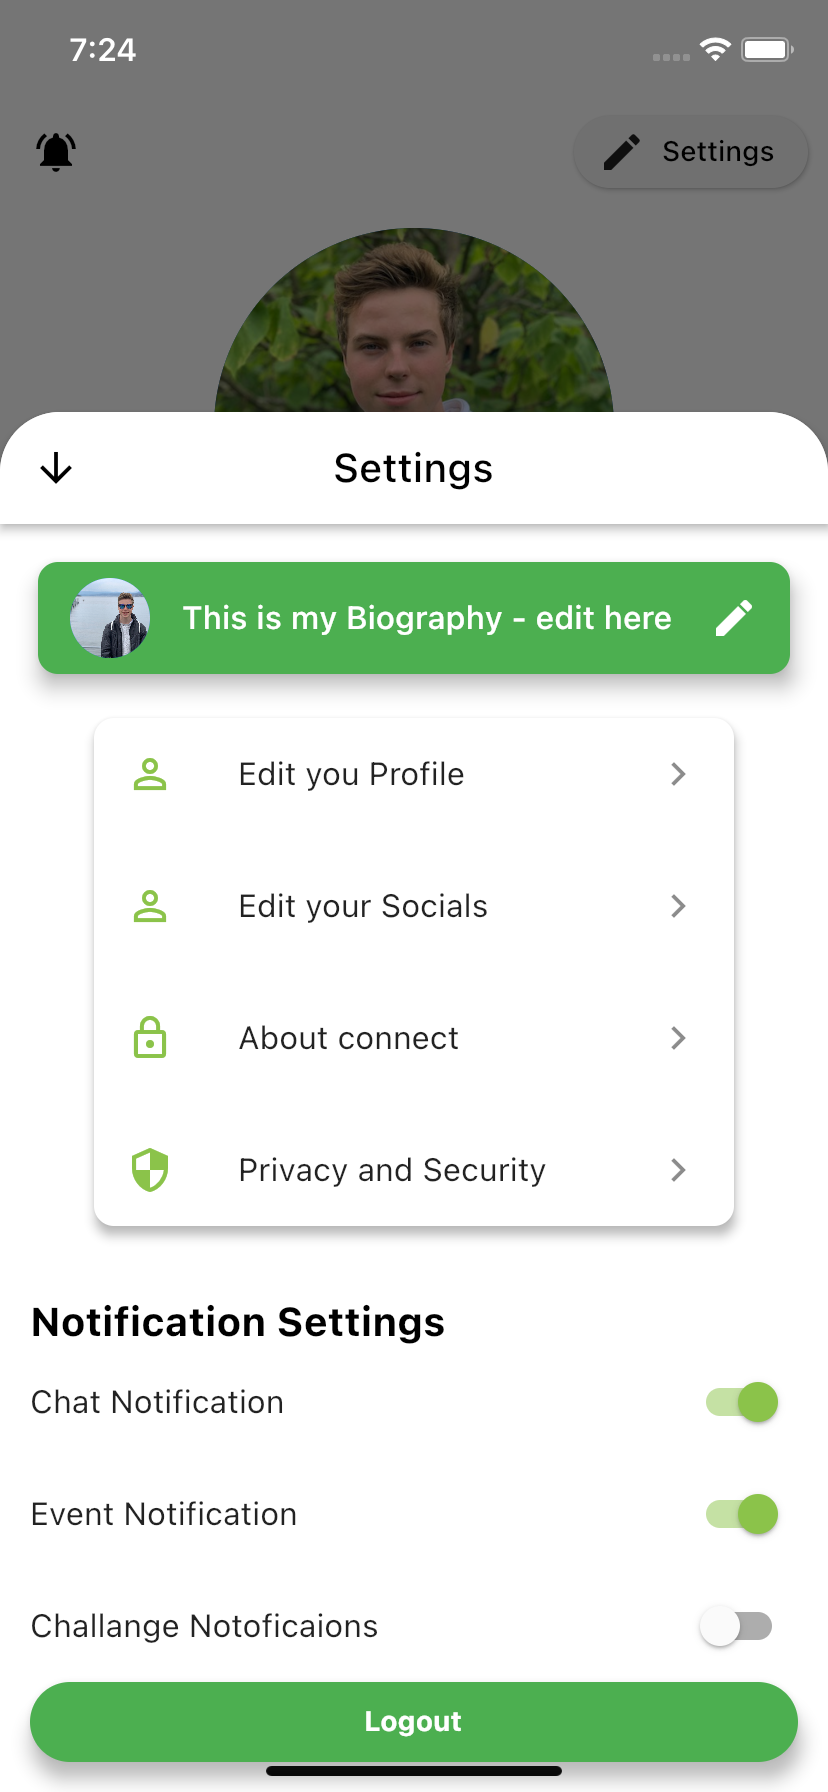 7:24
Settings
Settings
This is my Biography - edit here
Edit you Profile
Edit your Socials
About connect
Privacy and Security
Notification Settings
Chat Notification
Event Notification
Challange Notoficaions
Logout